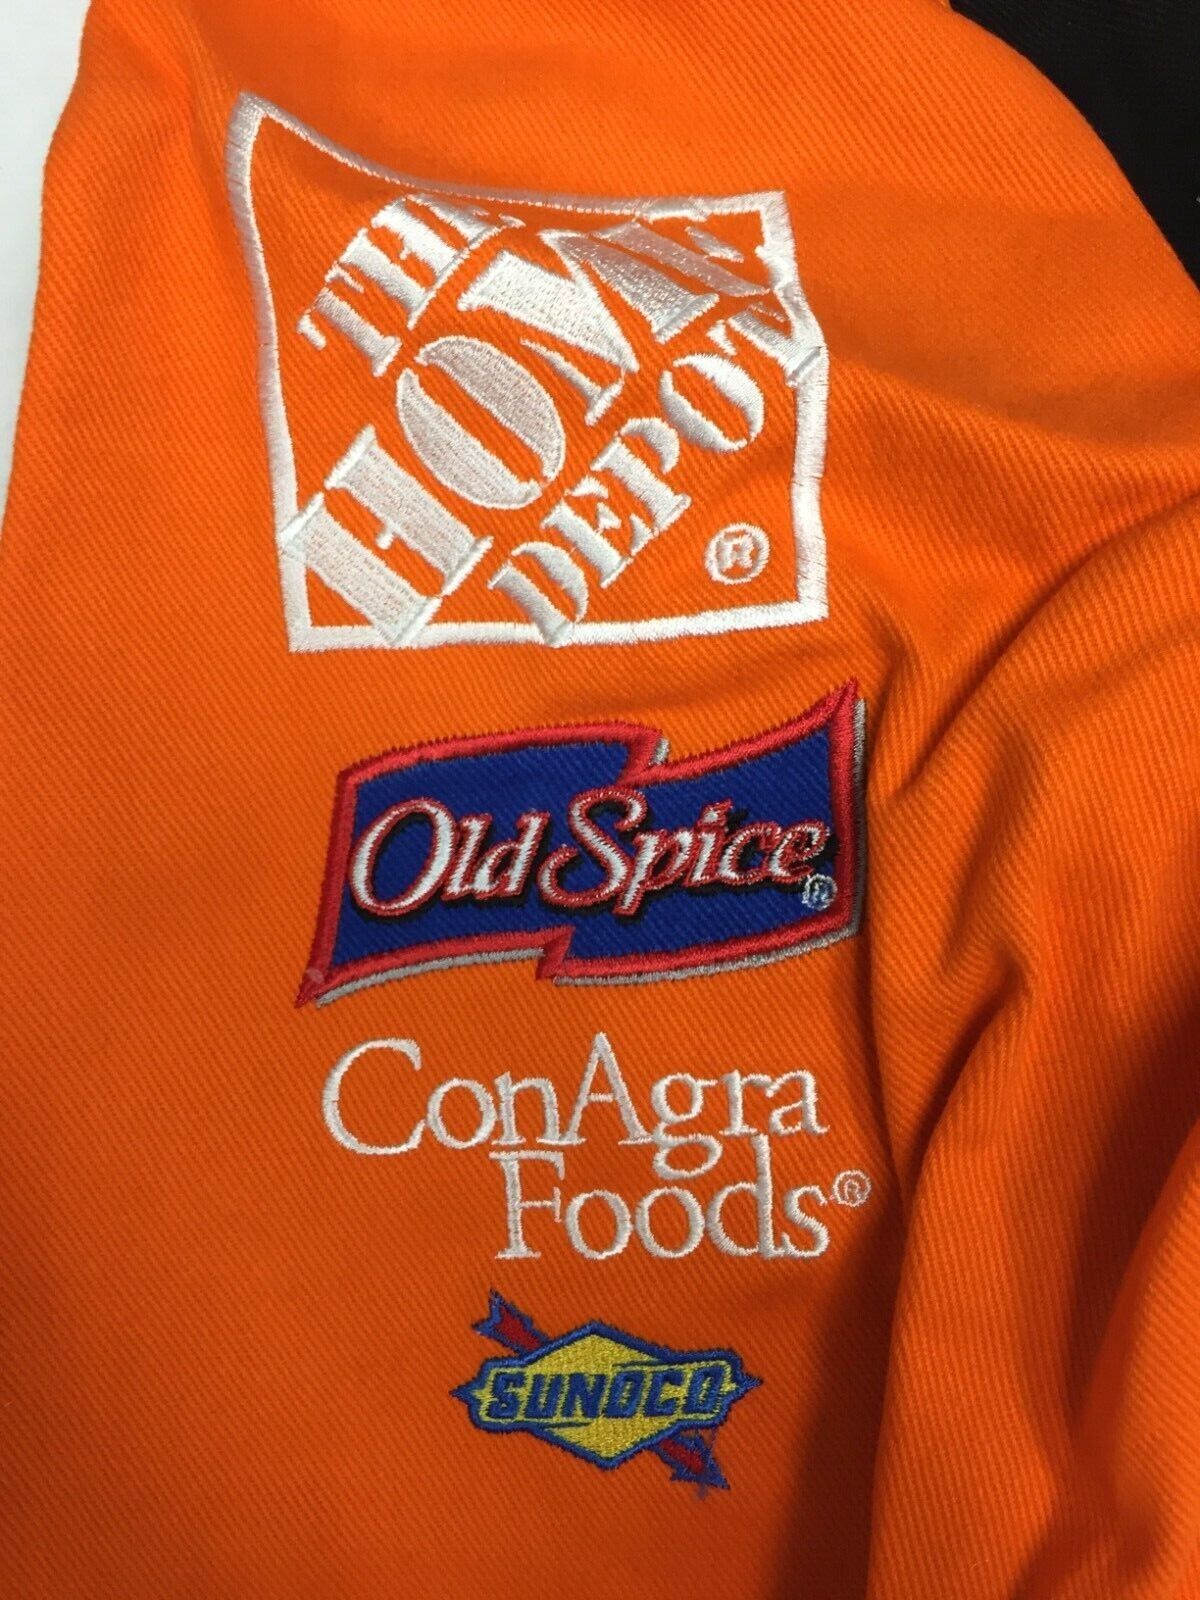 THE
HOME
DEPOT
®
Old Spice®
ConAgra
Foods®
SUNOCO